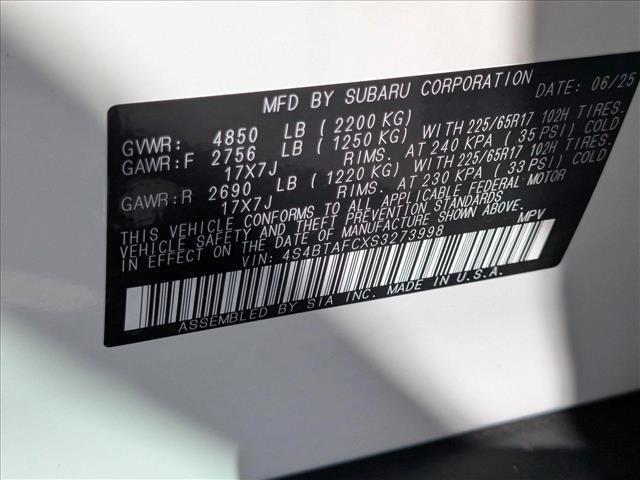 MFD BY SUBARU CORPORATION DATE: 06/25
GVWR: 4850 LB (2200 KG)
GAWR:F 2756 LB (1250 KG) WITH 225/65R17 102H TIRES.
17X7J RIMS. AT 240 KPA (35 PSI) COLD
GAWR:R 2690 LB (1220 KG) WITH 225/65R17 102H TIRES.
17X7J RIMS. AT 230 KPA (33 PSI) COLD
THIS VEHICLE CONFORMS TO ALL APPLICABLE FEDERAL MOTOR
VEHICLE SAFETY AND THEFT PREVENTION STANDARDS
IN EFFECT ON THE DATE OF MANUFACTURE SHOWN ABOVE.
VIN: 4S4BTAFCXS3273998 MPV
ASSEMBLED BY SIA INC. MADE IN U.S.A.